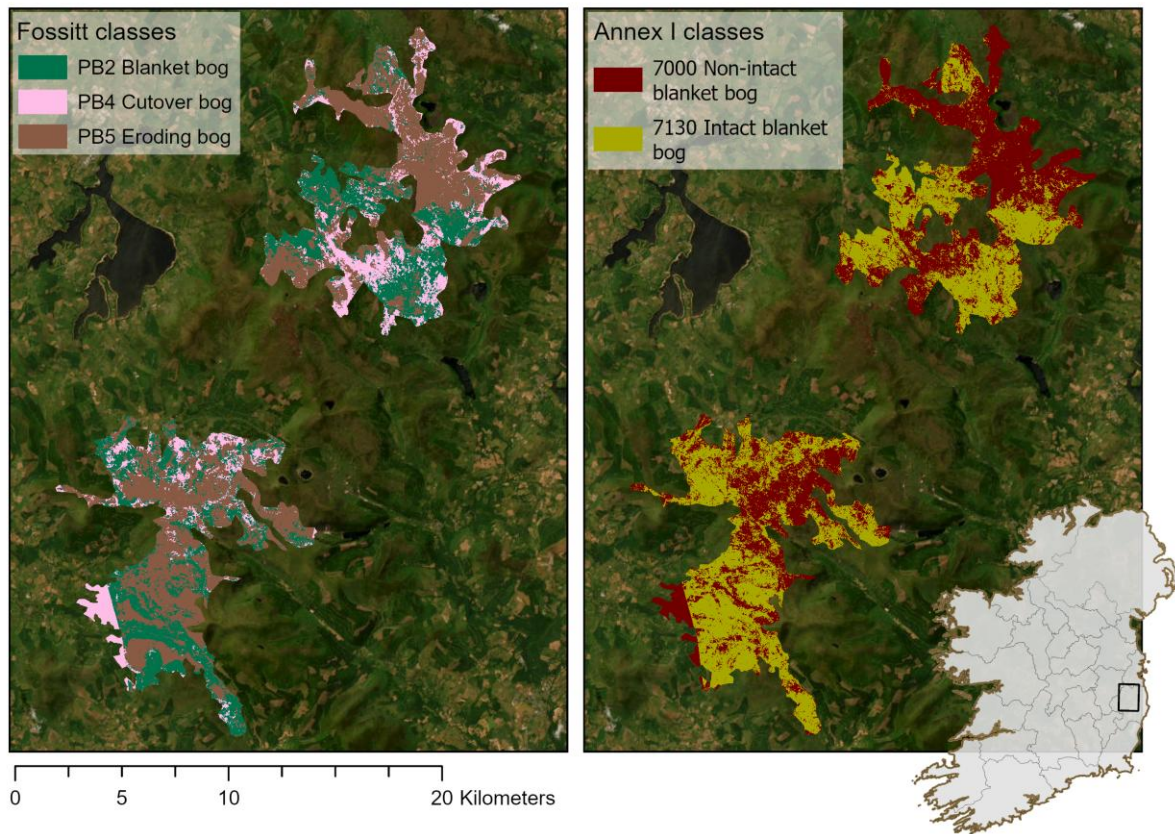 Fossitt classes
PB2 Blanket bog
PB4 Cutover bog
PB5 Eroding bog
Annex I classes
7000 Non-intact
blanket bog
7130 Intact blanket
bog
0 5 10 20 Kilometers